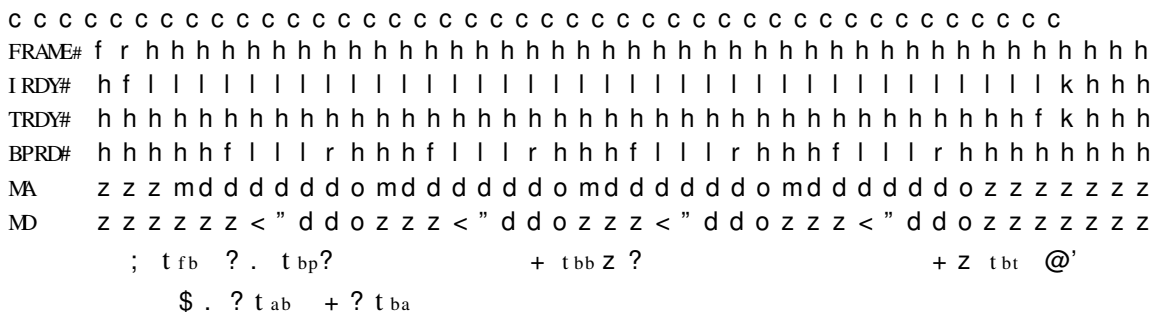 c c c c c c c c c c c c c c c c c c c c c c c c c c c c c c c c c c c c c c c c c c
FRAME# f r h h h h h h h h h h h h h h h h h h h h h h h h h h h h h h h h h h h h h h h h
IRDY# h f l l l l l l l l l l l l l l l l l l l l l l l l l l l l l l l l l l l l k h h h
TRDY# h h h h h h h h h h h h h h h h h h h h h h h h h h h h h h h h h h h h h f k h h h
BPRD# h h h h h f l l l r h h h f l l l r h h h f l l l r h h h f l l l r h h h h h h h h
MA z z z m d d d d d d o m d d d d d d o m d d d d d d o m d d d d d d o z z z z z z z
MD z z z z z z < ” d d o z z z < ” d d o z z z < ” d d o z z z < ” d d o z z z z z z z
; t fb ? . t bp ? + t bb z ? + z t bt @’
$ . ? t ab + ? t ba